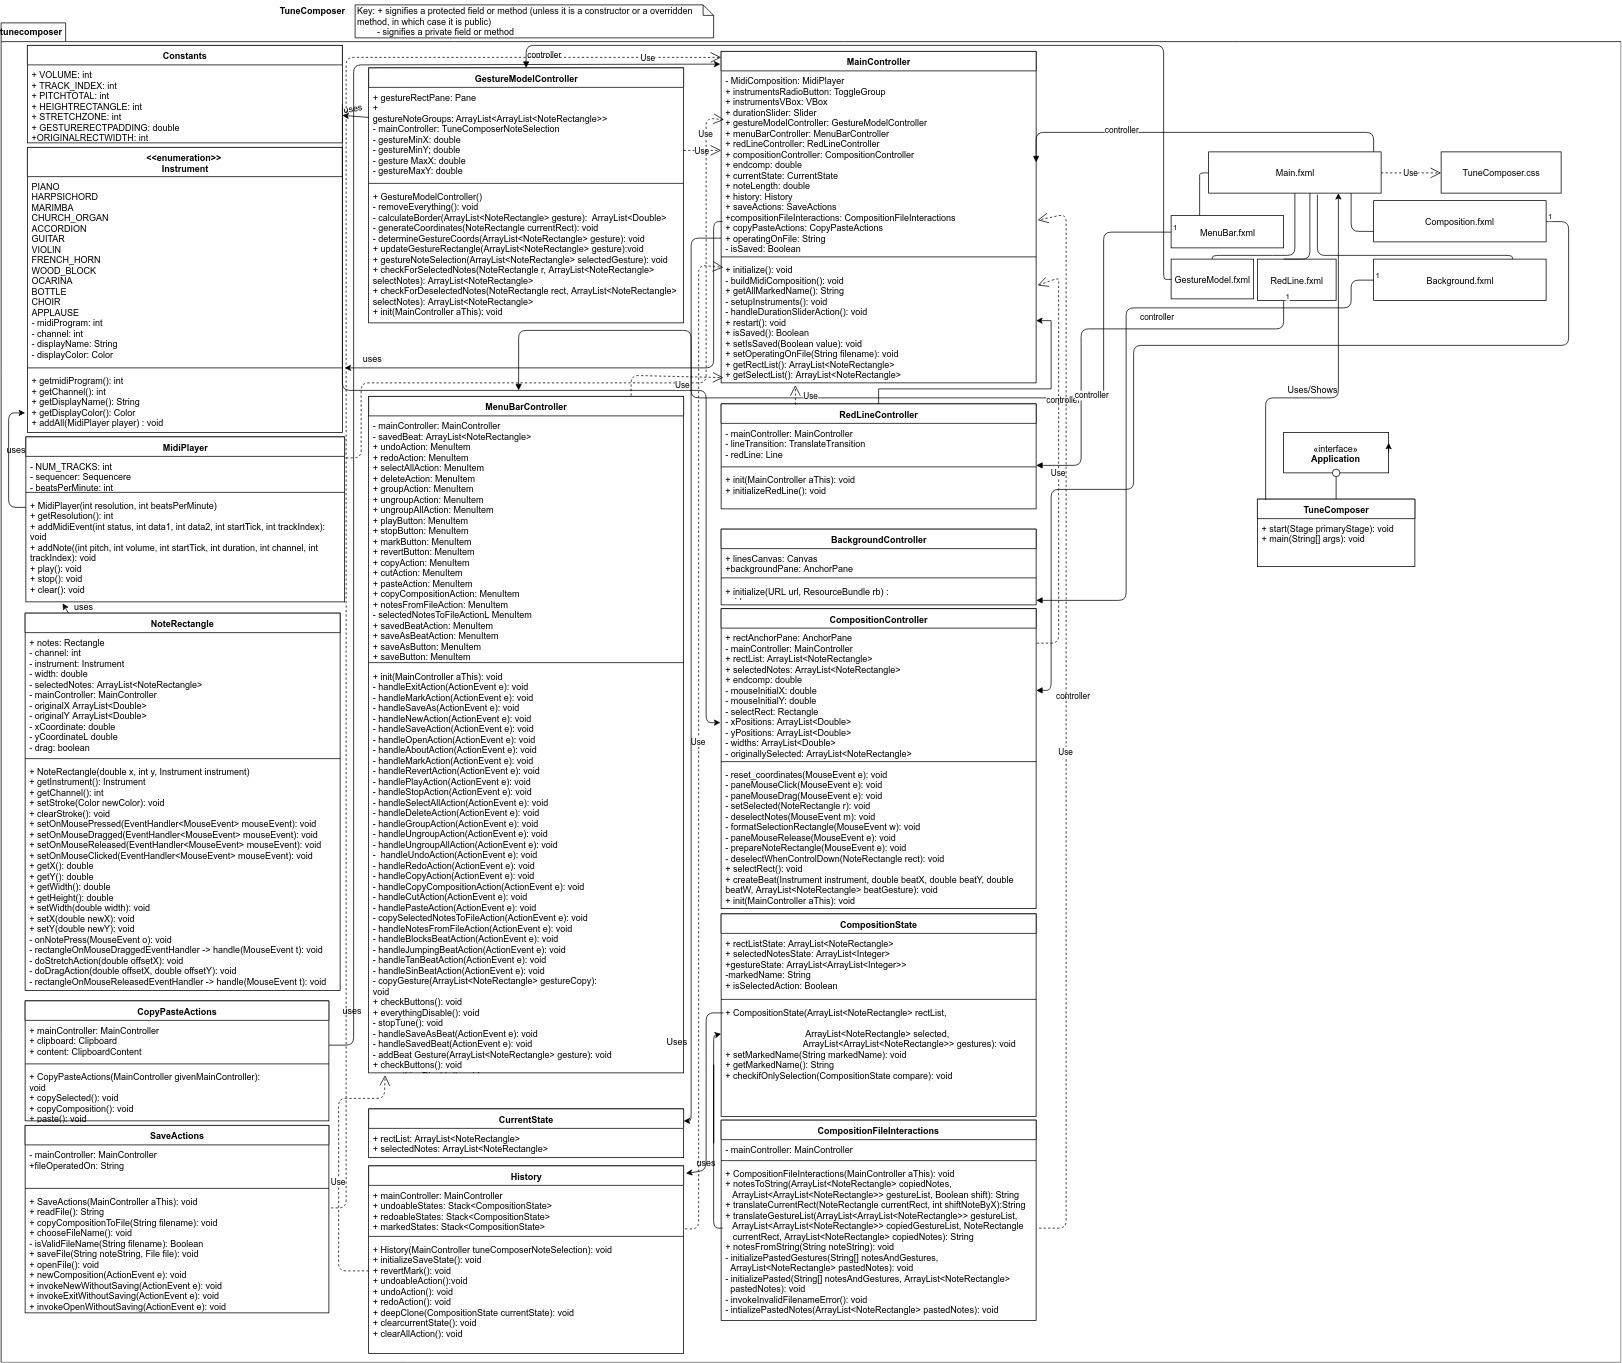 TuneComposer
Key: + signifies a protected field or method (unless it is a constructor or a overridden
method, in which case it is public)
- signifies a private field or method
tunecomposer
Constants
+ VOLUME: int
+ TRACK_INDEX: int
+ PITCHTOTAL: int
+ HEIGHTRECTANGLE: int
+ STRETCHZONE: int
+ GESTURERECTPADDING: double
+ORIGINALRECTWIDTH: int
<<enumeration>>
Instrument
PIANO
HARPSICHORD
MARIMBA
CHURCH_ORGAN
ACCORDION
GUITAR
VIOLIN
FRENCH_HORN
WOOD_BLOCK
OCARINA
BOTTLE
CHOIR
APPLAUSE
- midiProgram: int
- channel: int
- displayName: String
- displayColor: Color
+ getmidiProgram(): int
+ getChannel(): int
+ getDisplayName(): String
+ getDisplayColor(): Color
+ addAll(MidiPlayer player) : void
uses
MidiPlayer
- NUM_TRACKS: int
- sequencer: Sequencere
- beatsPerMinute: int
+ MidiPlayer(int resolution, int beatsPerMinute)
+ getResolution(): int
+ addMidiEvent(int status, int data1, int data2, int startTick, int trackIndex):
void
+ addNote((int pitch, int volume, int startTick, int duration, int channel, int
trackIndex): void
+ play(): void
+ stop(): void
+ clear(): void
uses
NoteRectangle
+ notes: Rectangle
- channel: int
- instrument: Instrument
- width: double
- selectedNotes: ArrayList<NoteRectangle>
- mainController: MainController
- originalX ArrayList<Double>
- originalY ArrayList<Double>
- xCoordinate: double
- yCoordinateL double
- drag: boolean
+ NoteRectangle(double x, int y, Instrument instrument)
+ getInstrument(): Instrument
+ getChannel(): int
+ setStroke(Color newColor): void
+ clearStroke(): void
+ setOnMousePressed(EventHandler<MouseEvent> mouseEvent): void
+ setOnMouseDragged(EventHandler<MouseEvent> mouseEvent): void
+ setOnMouseReleased(EventHandler<MouseEvent> mouseEvent): void
+ setOnMouseClicked(EventHandler<MouseEvent> mouseEvent): void
+ getX(): double
+ getY(): double
+ getWidth(): double
+ getHeight(): double
+ setWidth(double width): void
+ setX(double newX): void
+ setY(double newY): void
- onNotePress(MouseEvent o): void
- rectangleOnMouseDraggedEventHandler -> handle(MouseEvent t): void
- doStretchAction(double offsetX): void
- doDragAction(double offsetX, double offsetY): void
- rectangleOnMouseReleasedEventHandler -> handle(MouseEvent t): void
CopyPasteActions
+ mainController: MainController
+ clipboard: Clipboard
+ content: ClipboardContent
+ CopyPasteActions(MainController givenMainController):
void
+ copySelected(): void
+ copyComposition(): void
+ paste(): void
uses
SaveActions
- mainController: MainController
+fileOperatedOn: String
+ SaveActions(MainController aThis): void
+ readFile(): String
+ copyCompositionToFile(String filename): void
+ chooseFileName(): void
- isValidFileName(String filename): Boolean
+ saveFile(String noteString, File file): void
+ openFile(): void
+ newComposition(ActionEvent e): void
+ invokeNewWithoutSaving(ActionEvent e): void
+ invokeExitWithoutSaving(ActionEvent e): void
+ invokeOpenWithoutSaving(ActionEvent e): void
Use
controller
Use
uses
GestureModelController
+ gestureRectPane: Pane
+
gestureNoteGroups: ArrayList<ArrayList<NoteRectangle>>
- mainController: TuneComposerNoteSelection
- gestureMinX: double
- gestureMinY; double
- gesture MaxX: double
- gestureMaxY: double
+ GestureModelController()
- removeEverything(): void
- calculateBorder(ArrayList<NoteRectangle> gesture):  ArrayList<Double>
- generateCoordinates(NoteRectangle currentRect): void
- determineGestureCoords(ArrayList<NoteRectangle> gesture): void
+ updateGestureRectangle(ArrayList<NoteRectangle> gesture):void
+ gestureNoteSelection(ArrayList<NoteRectangle> selectedGesture): void
+ checkForSelectedNotes(NoteRectangle r, ArrayList<NoteRectangle>
selectNotes): ArrayList<NoteRectangle>
+ checkForDeselectedNotes(NoteRectangle rect, ArrayList<NoteRectangle>
selectNotes): ArrayList<NoteRectangle>
+ init(MainController aThis): void
Use
Use
uses
Use
MenuBarController
- mainController: MainController
- savedBeat: ArrayList<NoteRectangle>
+ undoAction: MenuItem
+ redoAction: MenuItem
+ selectAllAction: MenuItem
+ deleteAction: MenuItem
+ groupAction: MenuItem
+ ungroupAction: MenuItem
+ ungroupAllAction: MenuItem
+ playButton: MenuItem
+ stopButton: MenuItem
+ markButton: MenuItem
+ revertButton: MenuItem
+ copyAction: MenuItem
+ cutAction: MenuItem
+ pasteAction: MenuItem
+ copyCompositionAction: MenuItem
+ notesFromFileAction: MenuItem
- selectedNotesToFileActionL MenuItem
+ savedBeatAction: MenuItem
+ saveAsBeatAction: MenuItem
+ saveAsButton: MenuItem
+ saveButton: MenuItem
+ init(MainController aThis): void
- handleExitAction(ActionEvent e): void
- handleMarkAction(ActionEvent e): void
- handleSaveAs(ActionEvent e): void
- handleNewAction(ActionEvent e): void
- handleSaveAction(ActionEvent e): void
- handleOpenAction(ActionEvent e): void
- handleAboutAction(ActionEvent e): void
- handleMarkAction(ActionEvent e): void
- handleRevertAction(ActionEvent e): void
- handlePlayAction(ActionEvent e): void
- handleStopAction(ActionEvent e): void
- handleSelectAllAction(ActionEvent e): void
- handleDeleteAction(ActionEvent e): void
- handleGroupAction(ActionEvent e): void
- handleUngroupAction(ActionEvent e): void
- handleUngroupAllAction(ActionEvent e): void
-  handleUndoAction(ActionEvent e): void
- handleRedoAction(ActionEvent e): void
- handleCopyAction(ActionEvent e): void
- handleCopyCompositionAction(ActionEvent e): void
- handleCutAction(ActionEvent e): void
- handlePasteAction(ActionEvent e): void
- copySelectedNotesToFileAction(ActionEvent e): void
- handleNotesFromFileAction(ActionEvent e): void
- handleBlocksBeatAction(ActionEvent e): void
- handleJumpingBeatAction(ActionEvent e): void
- handleTanBeatAction(ActionEvent e): void
- handleSinBeatAction(ActionEvent e): void
- copyGesture(ArrayList<NoteRectangle> gestureCopy):
void
+ checkButtons(): void
+ everythingDisable(): void
- stopTune(): void
- handleSaveAsBeat(ActionEvent e): void
- handleSavedBeat(ActionEvent e): void
- addBeat Gesture(ArrayList<NoteRectangle> gesture): void
+ checkButtons(): void
Use
Uses
CurrentState
+ rectList: ArrayList<NoteRectangle>
+ selectedNotes: ArrayList<NoteRectangle>
uses
History
+ mainController: MainController
+ undoableStates: Stack<CompositionState>
+ redoableStates: Stack<CompositionState>
+ markedStates: Stack<CompositionState>
+ History(MainController tuneComposerNoteSelection): void
+ initializeSaveState(): void
+ revertMark(): void
+ undoableAction():void
+ undoAction(): void
+ redoAction(): void
+ deepClone(CompositionState currentState): void
+ clearcurrentState(): void
+ clearAllAction(): void
MainController
- MidiComposition: MidiPlayer
+ instrumentsRadioButton: ToggleGroup
+ instrumentsVBox: VBox
+ durationSlider: Slider
+ gestureModelController: GestureModelController
+ menuBarController: MenuBarController
+ redLineController: RedLineController
+ compositionController: CompositionController
+ endcomp: double
+ currentState: CurrentState
+ noteLength: double
+ history: History
+ saveActions: SaveActions
+compositionFileInteractions: CompositionFileInteractions
+ copyPasteActions: CopyPasteActions
+ operatingOnFile: String
- isSaved: Boolean
+ initialize(): void
- buildMidiComposition(): void
+ getAllMarkedName(): String
- setupInstruments(): void
- handleDurationSliderAction(): void
+ restart(): void
+ isSaved(): Boolean
+ setIsSaved(Boolean value): void
+ setOperatingOnFile(String filename): void
+ getRectList(): ArrayList<NoteRectangle>
+ getSelectList(): ArrayList<NoteRectangle>
Use
controller
controller
RedLineController
- mainController: MainController
- lineTransition: TranslateTransition
- redLine: Line
+ init(MainController aThis): void
+ initializeRedLine(): void
Use
BackgroundController
+ linesCanvas: Canvas
+backgroundPane: AnchorPane
+ initialize(URL url, ResourceBundle rb) :
CompositionController
+ rectAnchorPane: AnchorPane
- mainController: MainController
+ rectList: ArrayList<NoteRectangle>
+ selectedNotes: ArrayList<NoteRectangle>
+ endcomp: double
- mouseInitialX: double
- mouseInitialY: double
- selectRect: Rectangle
- xPositions: ArrayList<Double>
- yPositions: ArrayList<Double>
- widths: ArrayList<Double>
- originallySelected: ArrayList<NoteRectangle>
- reset_coordinates(MouseEvent e): void
- paneMouseClick(MouseEvent e): void
- paneMouseDrag(MouseEvent e): void
- setSelected(NoteRectangle r): void
- deselectNotes(MouseEvent m): void
- formatSelectionRectangle(MouseEvent w): void
- paneMouseRelease(MouseEvent e): void
- prepareNoteRectangle(MouseEvent e): void
- deselectWhenControlDown(NoteRectangle rect): void
+ selectRect(): void
+ createBeat(Instrument instrument, double beatX, double beatY, double
beatW, ArrayList<NoteRectangle> beatGesture): void
+ init(MainController aThis): void
controller
Use
CompositionState
+ rectListState: ArrayList<NoteRectangle>
+ selectedNotesState: ArrayList<Integer>
+gestureState: ArrayList<ArrayList<Integer>>
-markedName: String
+ isSelectedAction: Boolean
+ CompositionState(ArrayList<NoteRectangle> rectList,
ArrayList<NoteRectangle> selected,
ArrayList<ArrayList<NoteRectangle>> gestures): void
+ setMarkedName(String markedName): void
+ getMarkedName(): String
+ checkifOnlySelection(CompositionState compare): void
CompositionFileInteractions
- mainController: MainController
+ CompositionFileInteractions(MainController aThis): void
+ notesToString(ArrayList<NoteRectangle> copiedNotes,
ArrayList<ArrayList<NoteRectangle>> gestureList, Boolean shift): String
+ translateCurrentRect(NoteRectangle currentRect, int shiftNoteByX):String
+ translateGestureList(ArrayList<ArrayList<NoteRectangle>> gestureList,
ArrayList<ArrayList<NoteRectangle>> copiedGestureList, NoteRectangle
currentRect, ArrayList<NoteRectangle> copiedNotes): String
+ notesFromString(String noteString): void
- initializePastedGestures(String[] notesAndGestures,
ArrayList<NoteRectangle> pastedNotes): void
- initializePasted(String[] notesAndGestures, ArrayList<NoteRectangle>
pastedNotes): void
- invokeInvalidFilenameError(): void
- intializePastedNotes(ArrayList<NoteRectangle> pastedNotes): void
controller
Main.fxml
Use
TuneComposer.css
1
MenuBar.fxml
Composition.fxml
1
GestureModel.fxml
RedLine.fxml
1
1
Background.fxml
controller
Uses/Shows
«interface»
Application
TuneComposer
+ start(Stage primaryStage): void
+ main(String[] args): void
Use